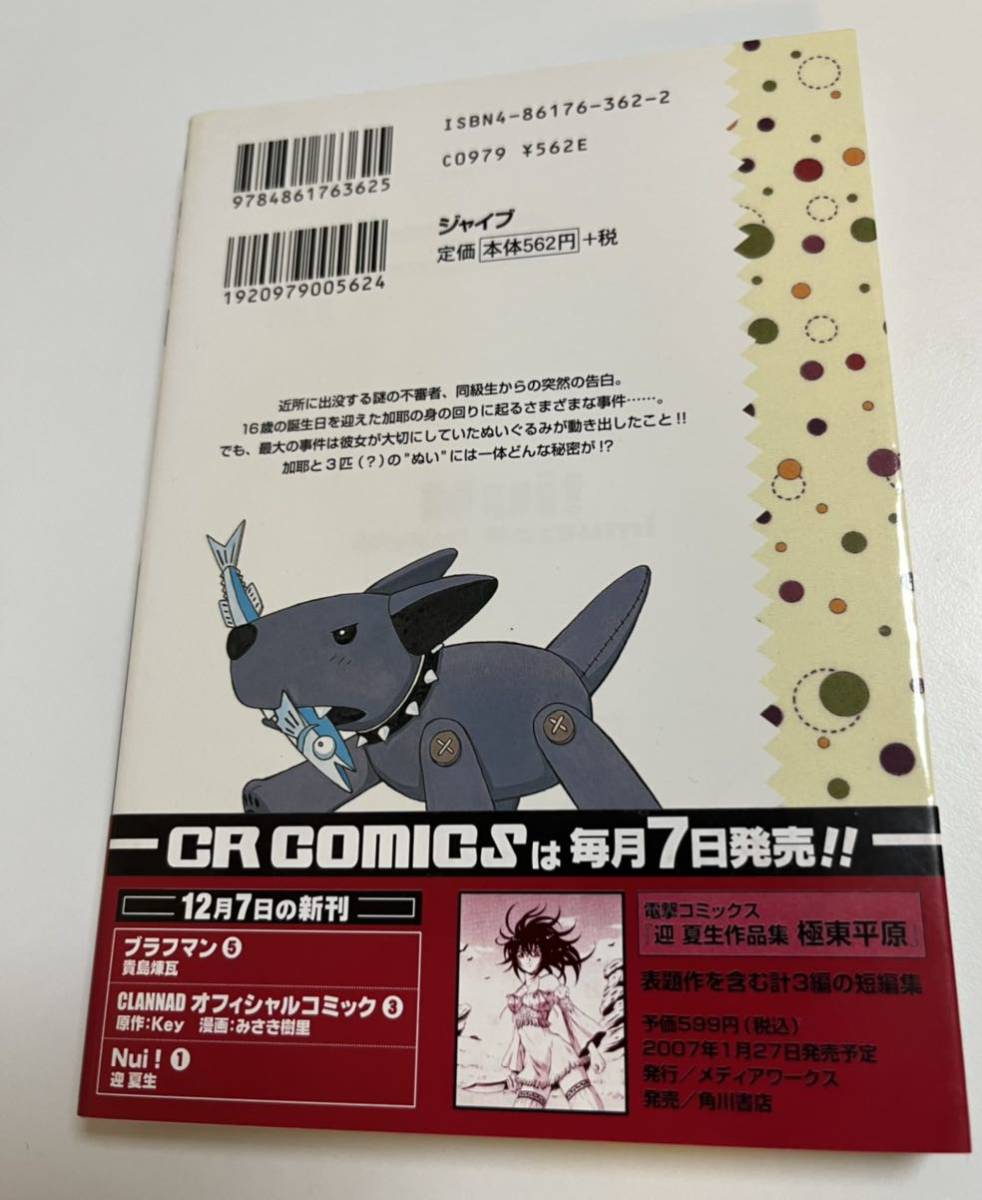 ISBN4-86176-362-2
C0979 ¥562E
9784861763625
ジャイブ
定価 本体562円 +税
1920979005624
近所に出没する謎の不審者、同級生からの突然の告白。
16歳の誕生日を迎えた加耶の身の回りに起るさまざまな事件……。
でも、最大の事件は彼女が大切にしていたぬいぐるみが動き出したこと!!
加耶と3匹(?)の"ぬい"には一体どんな秘密が!?
CR COMICSは毎月7日発売!!
12月7日の新刊
ブラフマン⑤
貴島煉瓦
CLANNAD オフィシャルコミック③
原作:Key 漫画:みさき樹里
Nui!①
迎 夏生
電撃コミックス
『迎 夏生作品集 極東平原』
表題作を含む計3編の短編集
予価599円(税込)
2007年1月27日発売予定
発行/メディアワークス
発売/角川書店